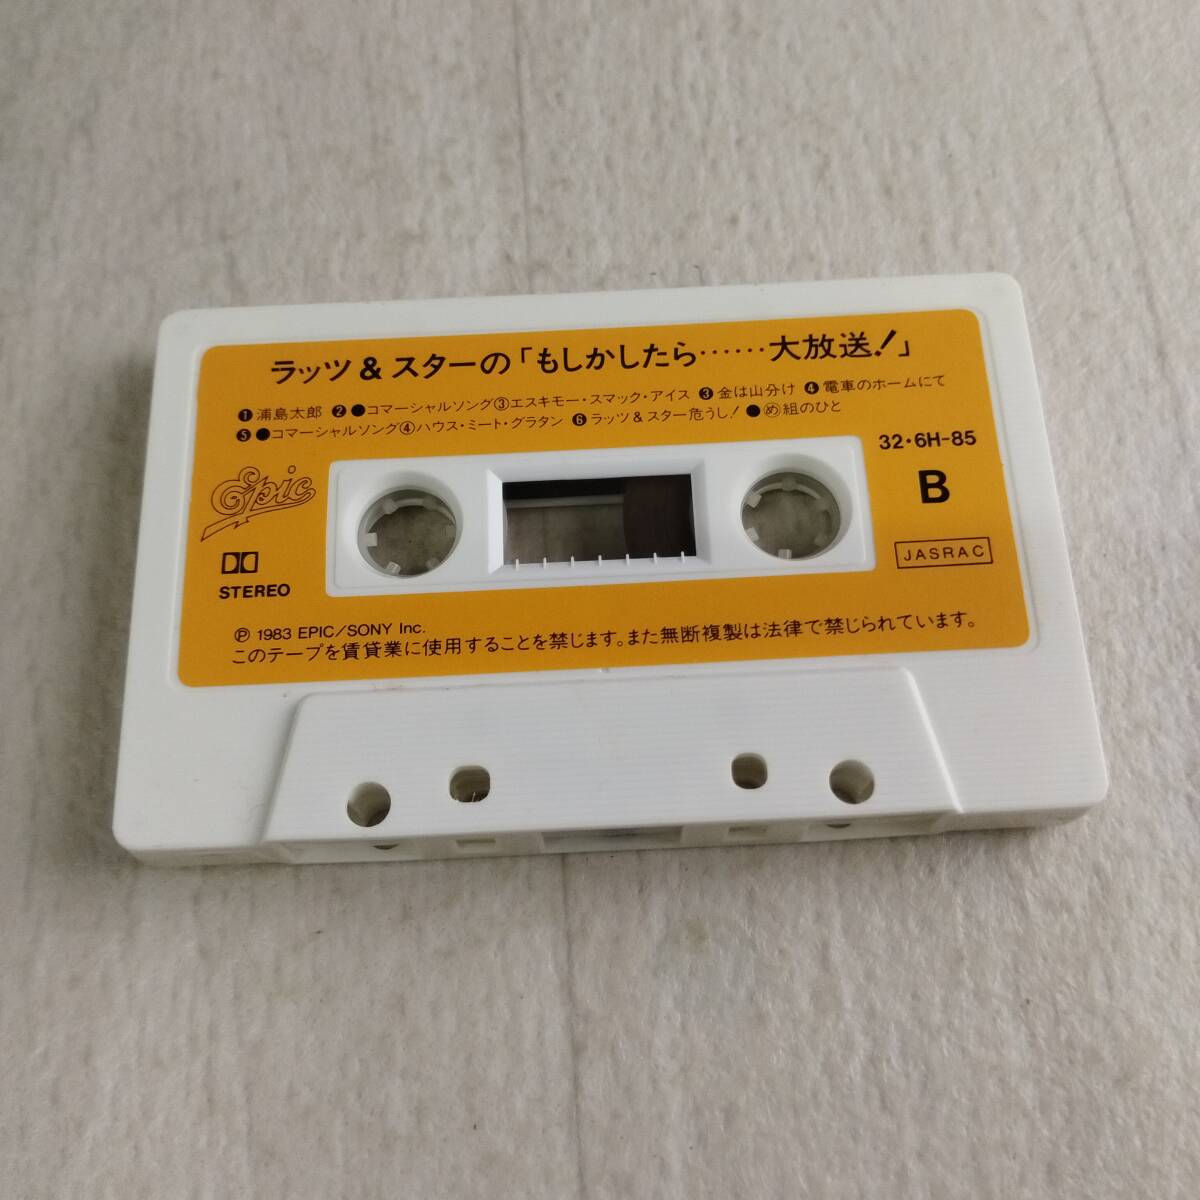 ラッツ&スターの「もしかしたら……大放送!」
❶浦島太郎 ❷●コマーシャルソング③エスキモー・スマック・アイス ❸金は山分け ❹電車のホームにて
❺●コマーシャルソング④ハウス・ミート・グラタン ❻ラッツ&スター危うし! ●め組のひと
32・6H-85
Epic
B
JASRAC
STEREO
Ⓟ 1983 EPIC/SONY Inc.
このテープを賃貸業に使用することを禁じます。また無断複製は法律で禁じられています。